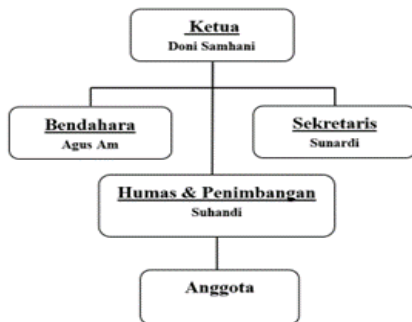 Ketua
Doni Samhani
Bendahara
Agus Am
Sekretaris
Sunardi
Humas & Penimbangan
Suhandi
Anggota